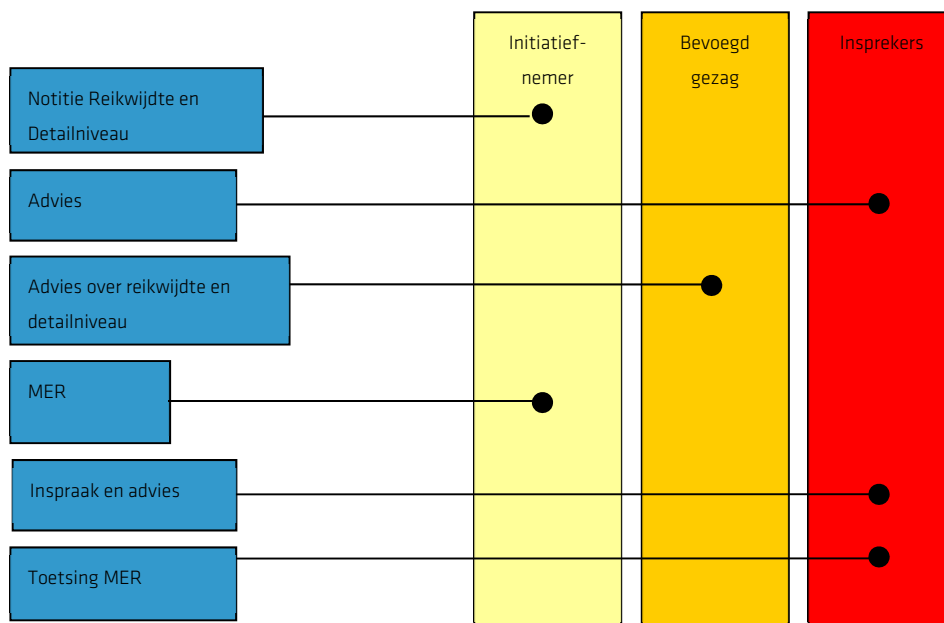 Initiatief-
nemer
Bevoegd
gezag
Insprekers
Notitie Reikwijdte en
Detailniveau
Advies
Advies over reikwijdte en
detailniveau
MER
Inspraak en advies
Toetsing MER